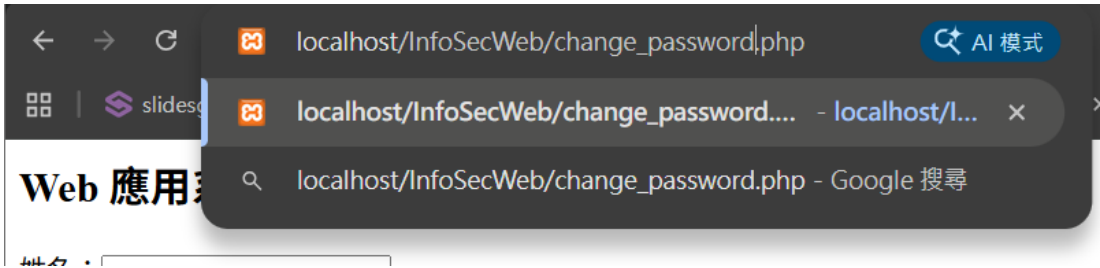 localhost/InfoSecWeb/change_password.php
AI 模式
slides
localhost/InfoSecWeb/change_password.... - localhost/I...
localhost/InfoSecWeb/change_password.php - Google 搜尋
Web 應用
姓名：